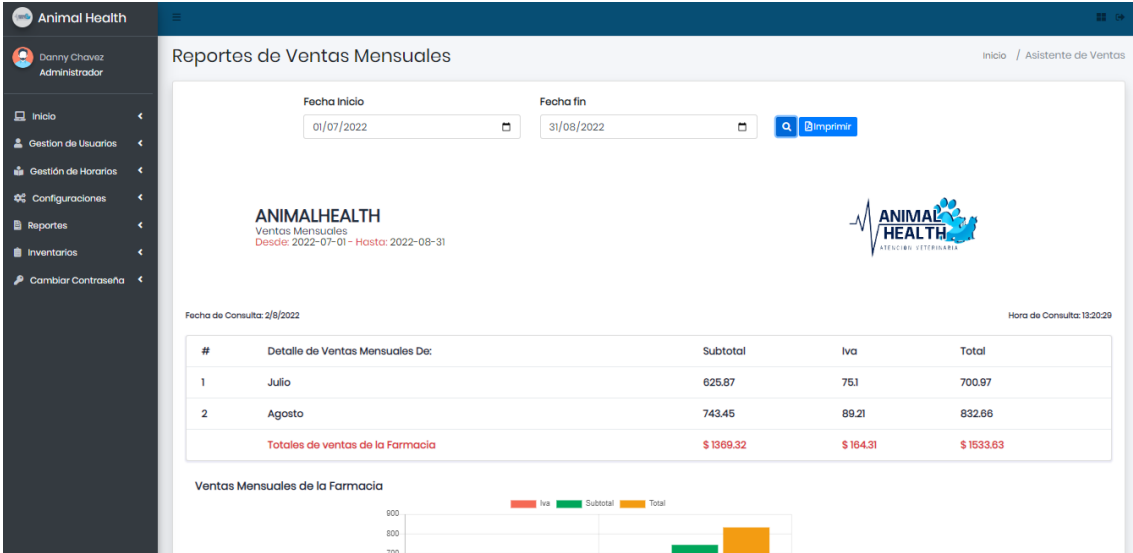 Animal Health
Danny Chavez
Administrador
Inicio
Gestion de Usuarios
Gestión de Horarios
Configuraciones
Reportes
Inventarios
Cambiar Contraseña
Reportes de Ventas Mensuales
Inicio / Asistente de Ventas
Fecha Inicio Fecha fin
01/07/2022 31/08/2022 Imprimir
ANIMALHEALTH
Ventas Mensuales
Desde: 2022-07-01 - Hasta: 2022-08-31
ANIMAL
HEALTH
ATENCION VETERINARIA
Fecha de Consulta: 2/8/2022 Hora de Consulta: 13:20:29
# Detalle de Ventas Mensuales De: Subtotal Iva Total
1 Julio 625.87 75.1 700.97
2 Agosto 743.45 89.21 832.66
Totales de ventas de la Farmacia $ 1369.32 $ 164.31 $ 1533.63
Ventas Mensuales de la Farmacia
Iva Subtotal Total
900
800
700